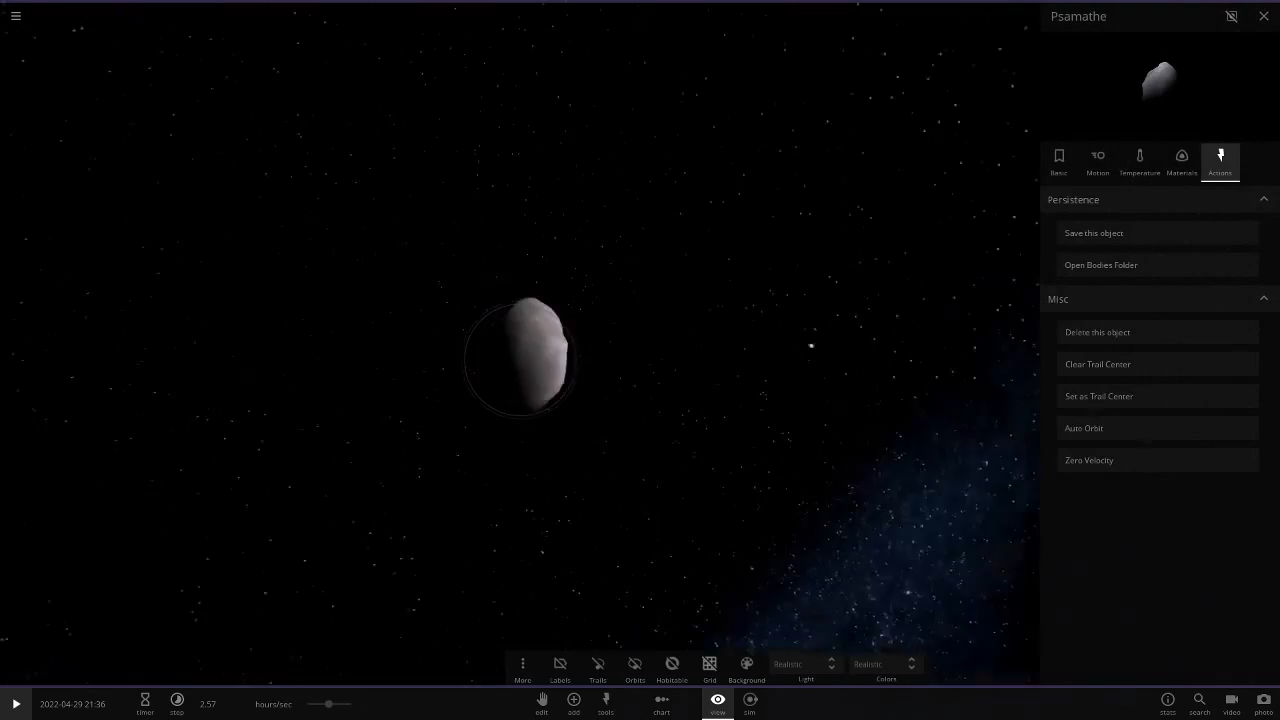 Psamathe
Basic Motion Temperature Materials Actions
Persistence
Save this object
Open Bodies Folder
Misc
Delete this object
Clear Trail Center
Set as Trail Center
Auto Orbit
Zero Velocity
Realistic Realistic
More Labels Trails Orbits Habitable Grid Background Light Colors
2022-04-29 21:36 timer step 2.57 hours/sec edit add tools chart view sim stats search video photo